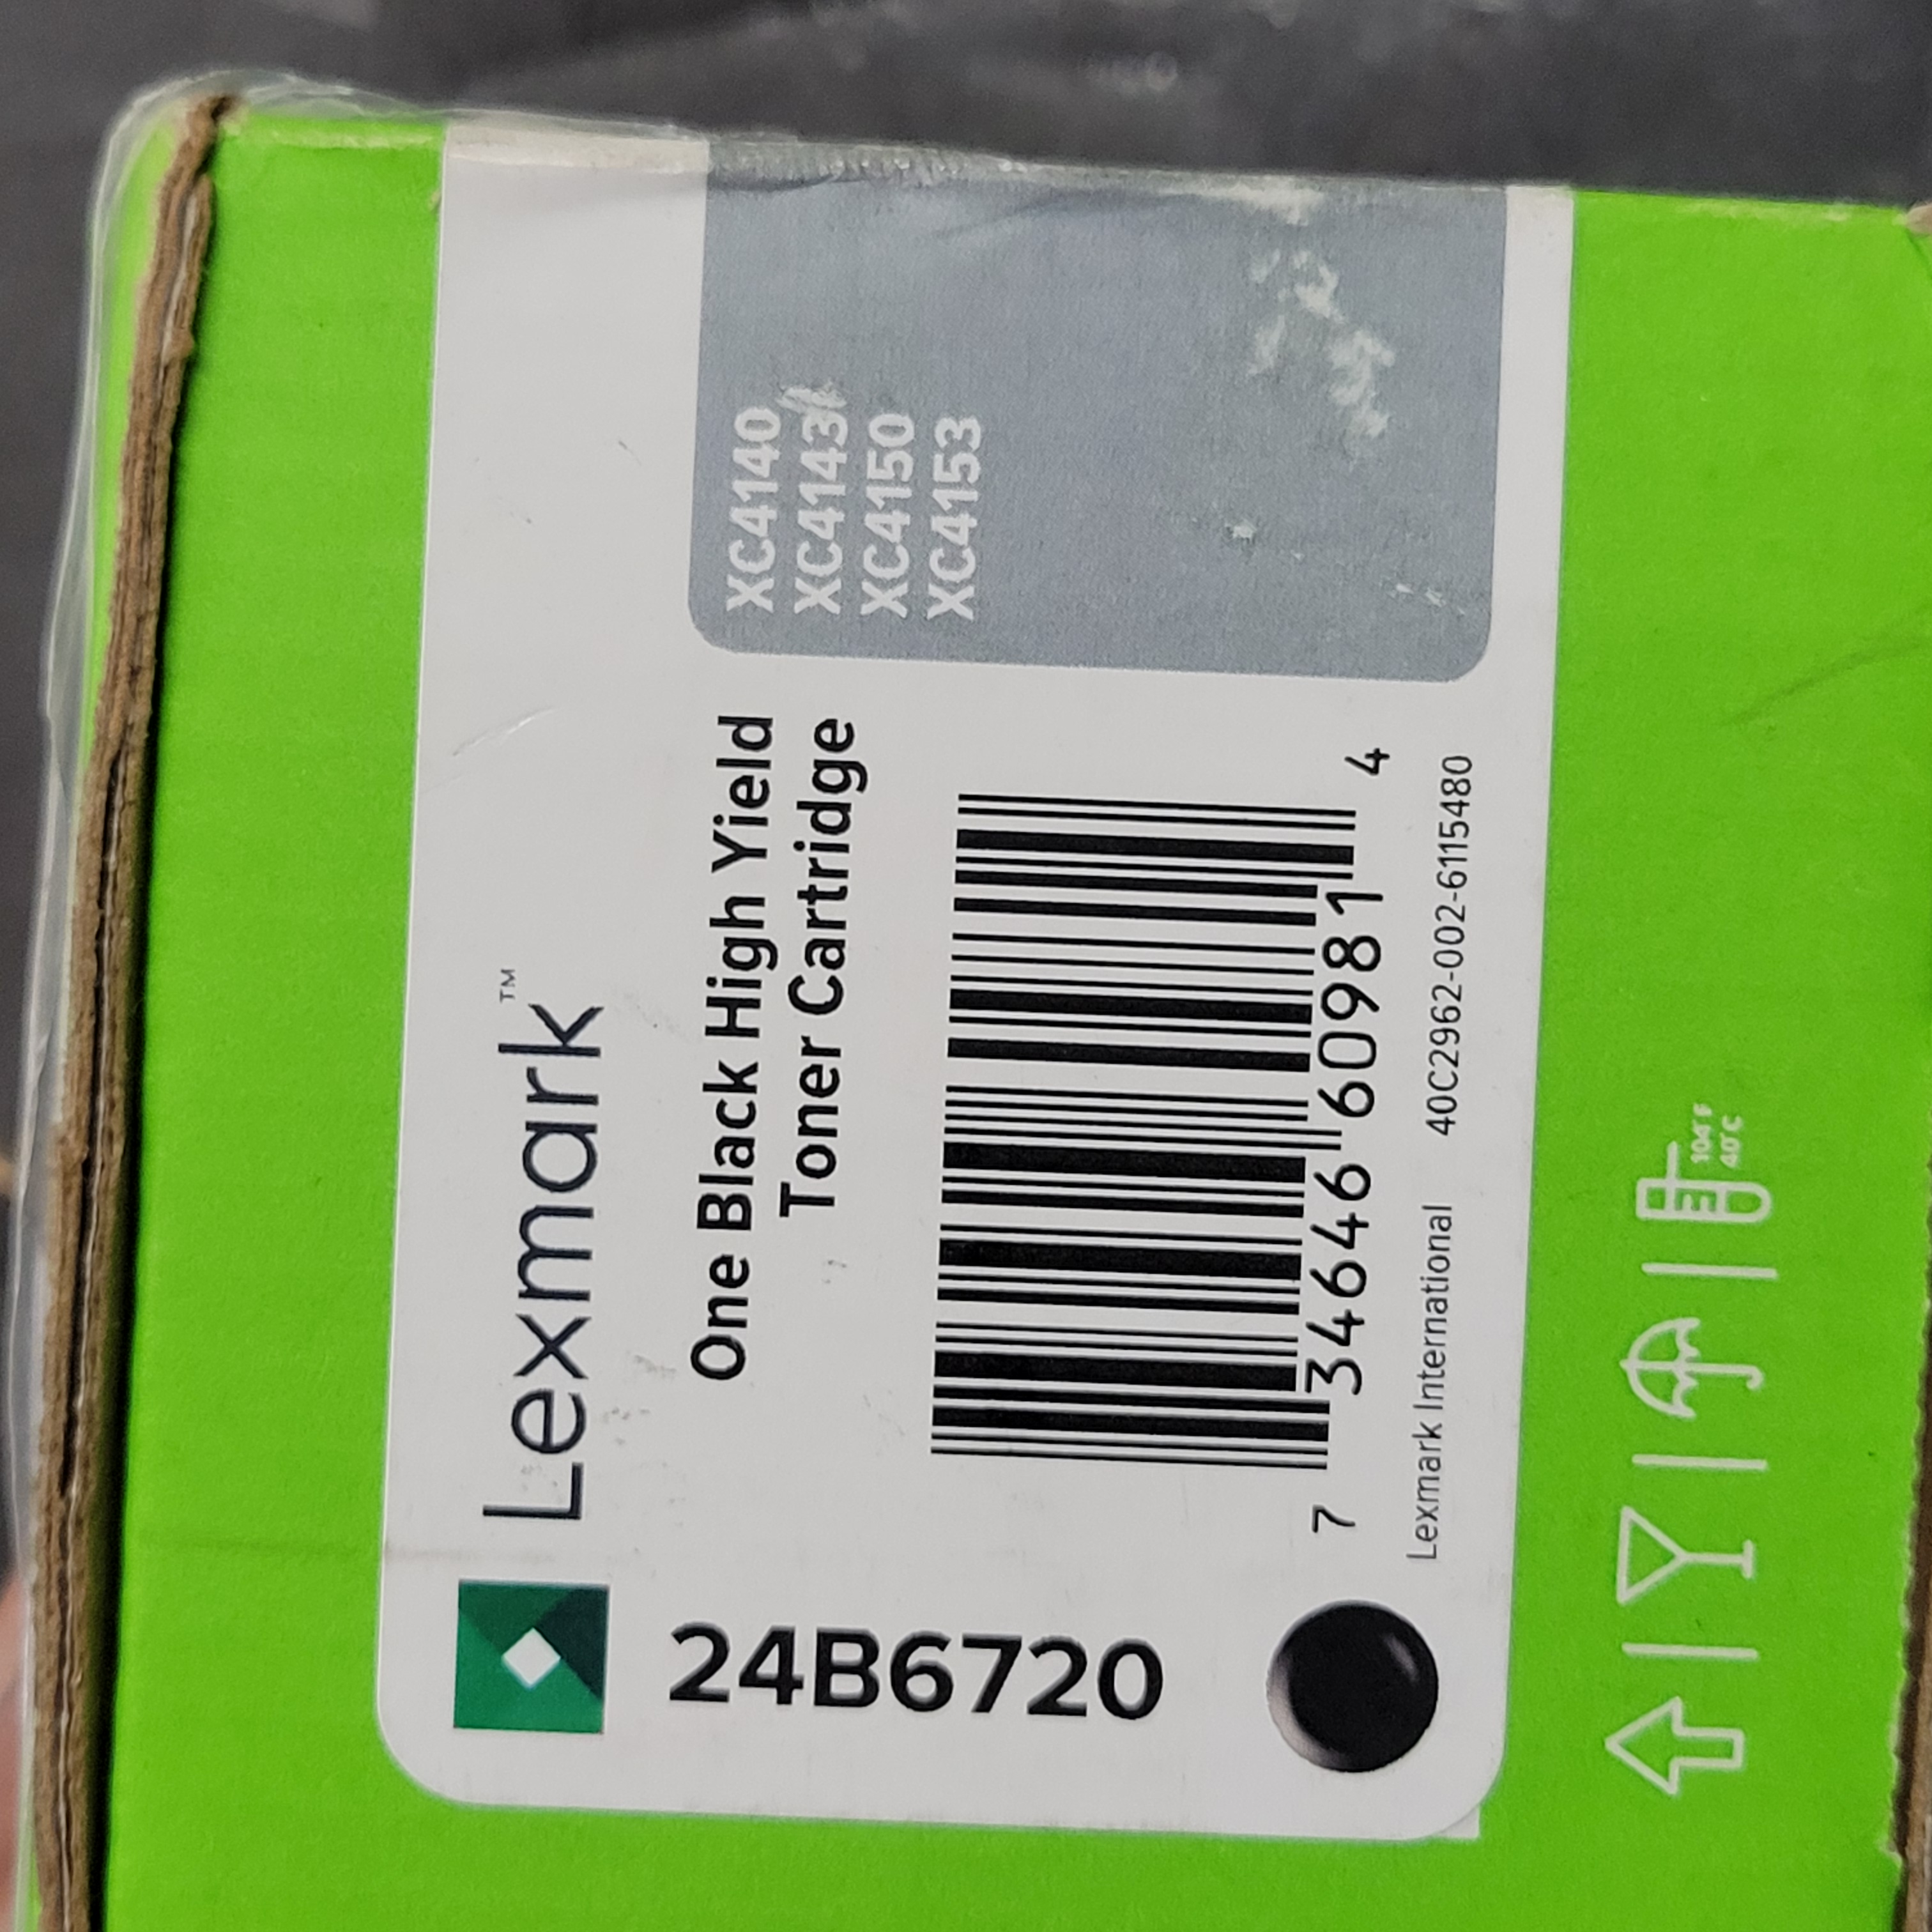 Lexmark™
24B6720
One Black High Yield
Toner Cartridge
XC4140
XC4143
XC4150
XC4153
7 34646 60981 4
Lexmark International 40C2962-002-6115480
104°F
40°C